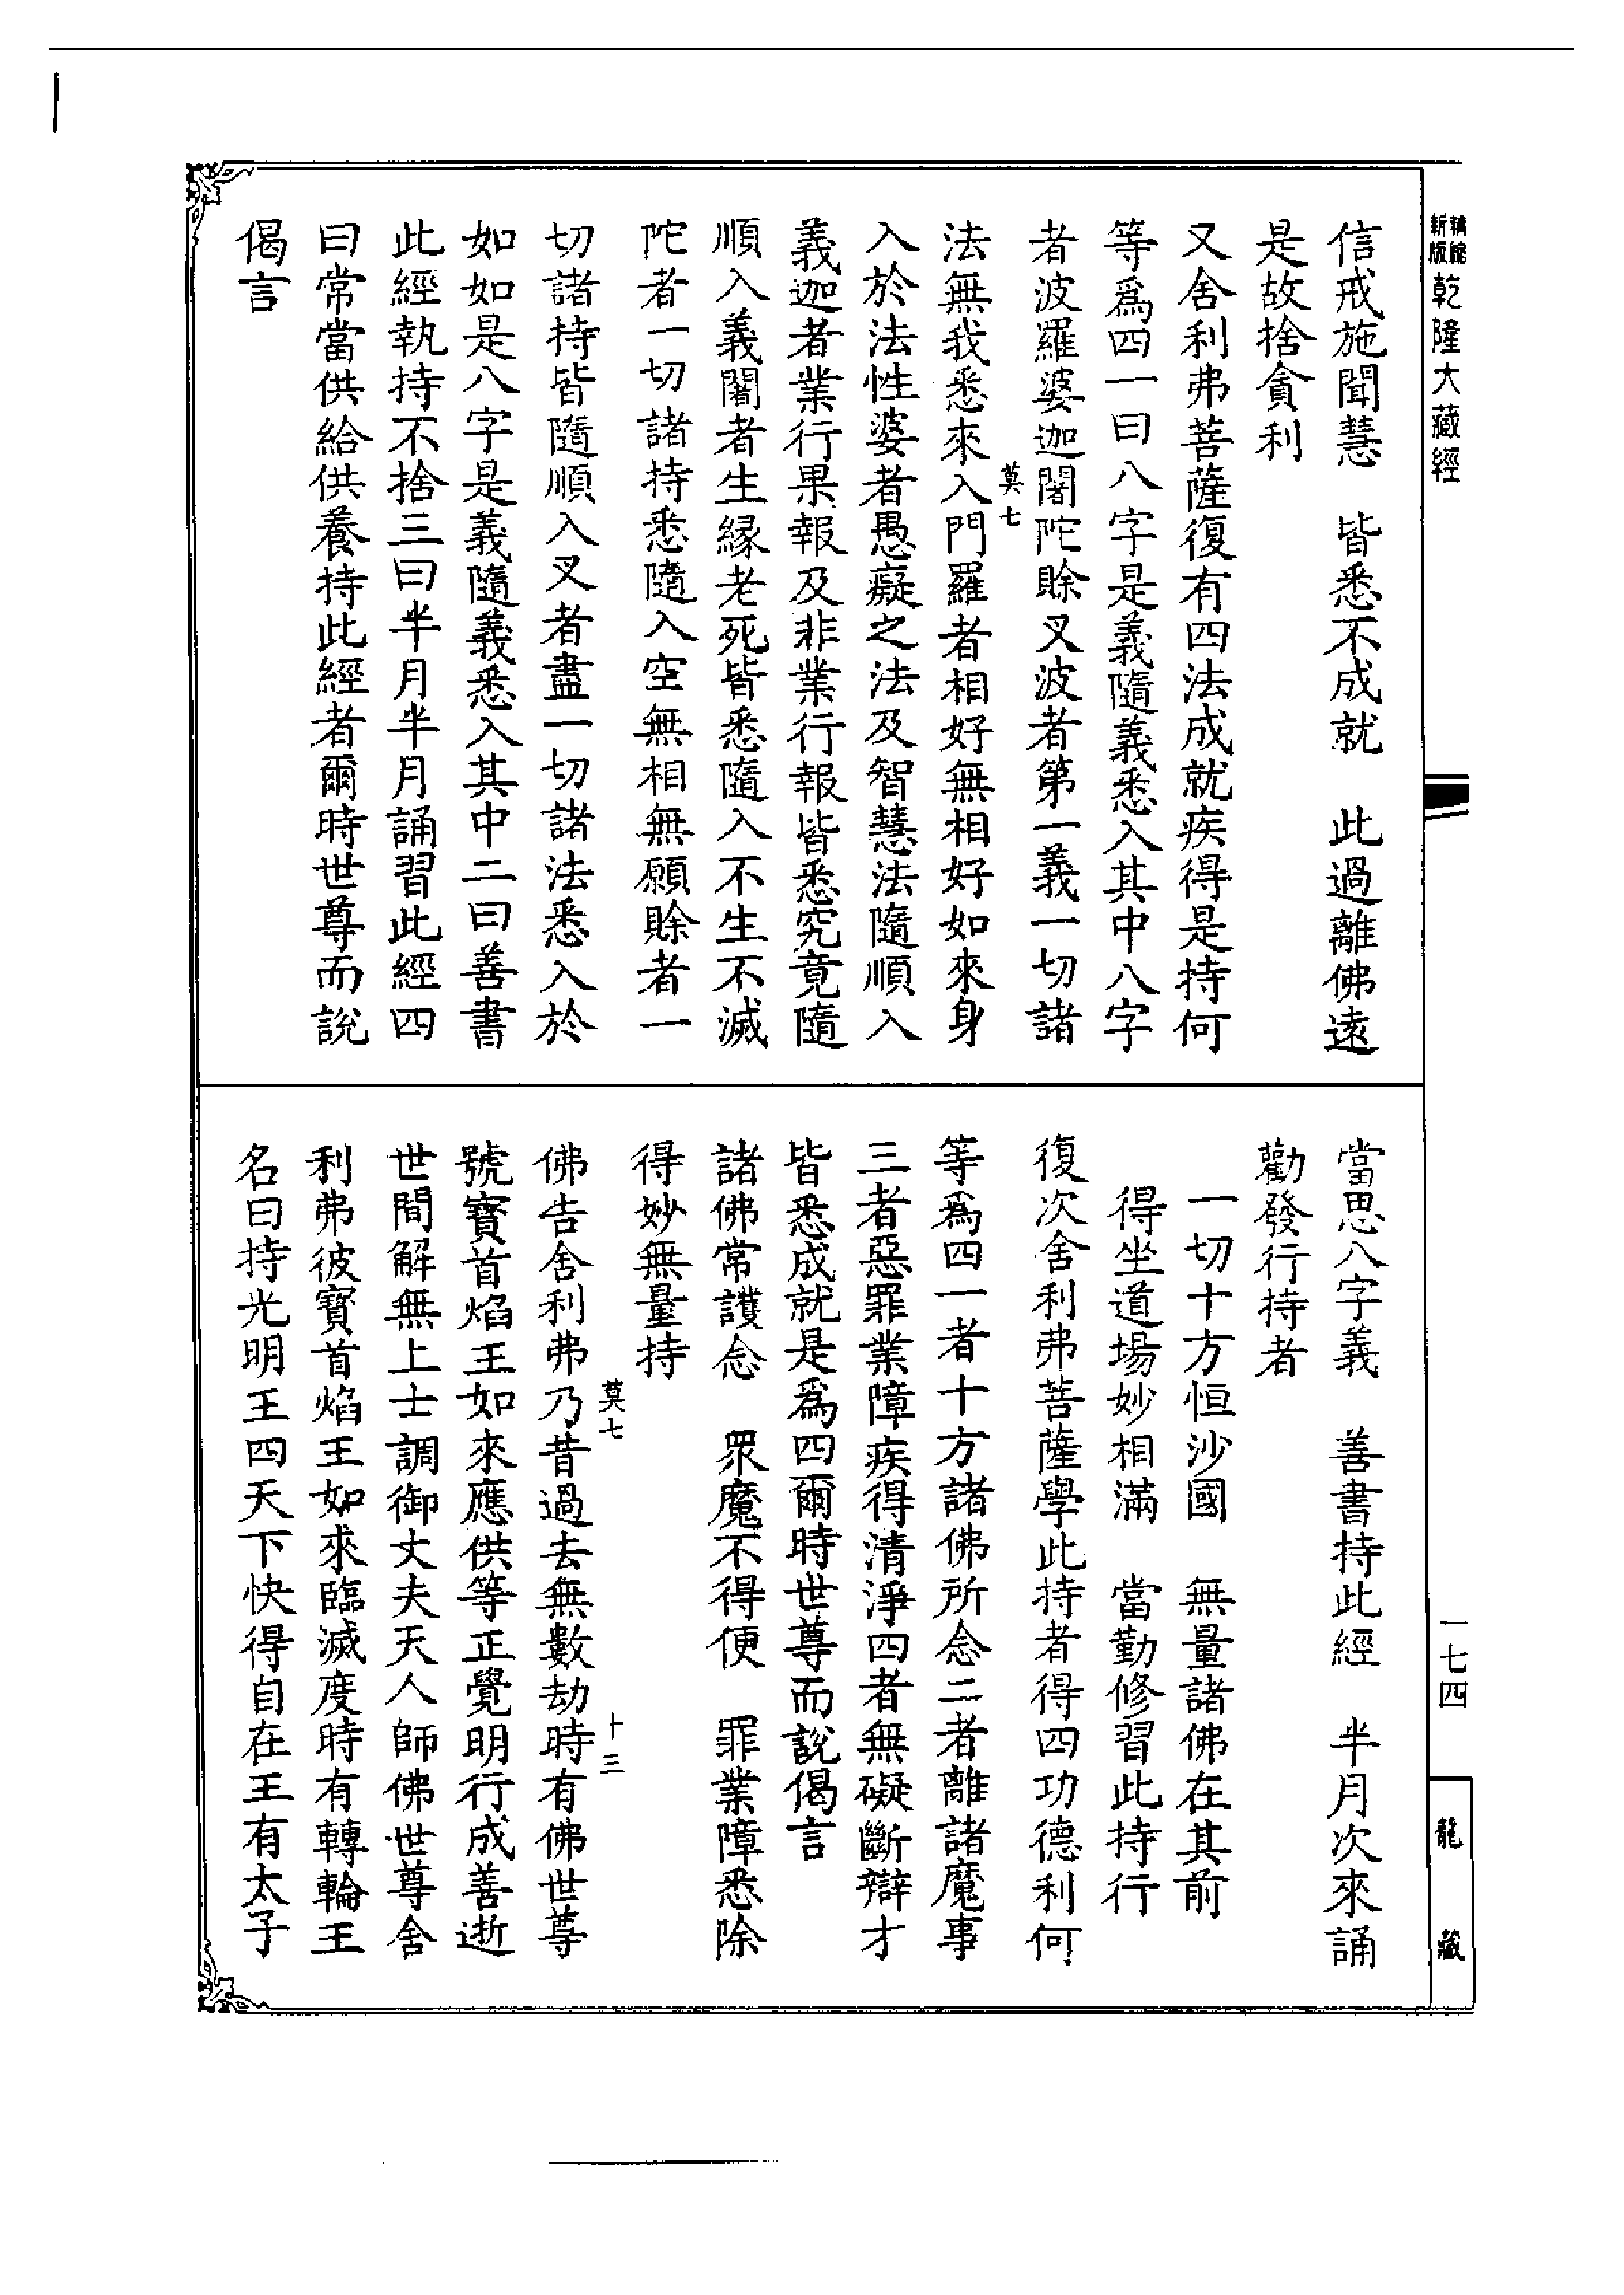 精縮
新版
乾隆大藏經
信戒施聞慧　皆悉不成就　此過離佛遠
是故捨貪利
又舍利弗菩薩復有四法成就疾得是持何
等爲四一曰八字是義隨義悉入其中八字
者波羅婆迦闍陀賒叉波者第一義一切諸
莫七
法無我悉來入門羅者相好無相好如來身
入於法性婆者愚癡之法及智慧法隨順入
義迦者業行果報及非業行報皆悉究竟隨
順入義闍者生緣老死皆悉隨入不生不滅
陀者一切諸持悉隨入空無相無願賒者一
切諸持皆隨順入叉者盡一切諸法悉入於
如如是八字是義隨義悉入其中二曰善書
此經執持不捨三曰半月半月誦習此經四
曰常當供給供養持此經者爾時世尊而說
偈言
當思八字義　善書持此經　半月次來誦
勸發行持者
一切十方恒沙國　無量諸佛在其前
得坐道場妙相滿　當勤修習此持行
復次舍利弗菩薩學此持者得四功德利何
等爲四一者十方諸佛所念二者離諸魔事
三者惡罪業障疾得清淨四者無礙斷辯才
皆悉成就是爲四爾時世尊而說偈言
諸佛常護念　眾魔不得便　罪業障悉除
得妙無量持
莫七　十三
佛告舍利弗乃昔過去無數劫時有佛世尊
號寶首焰王如來應供等正覺明行成善逝
世間解無上士調御丈夫天人師佛世尊舍
利弗彼寶首焰王如來臨滅度時有轉輪王
名曰持光明王四天下快得自在王有太子
一七四
龍藏